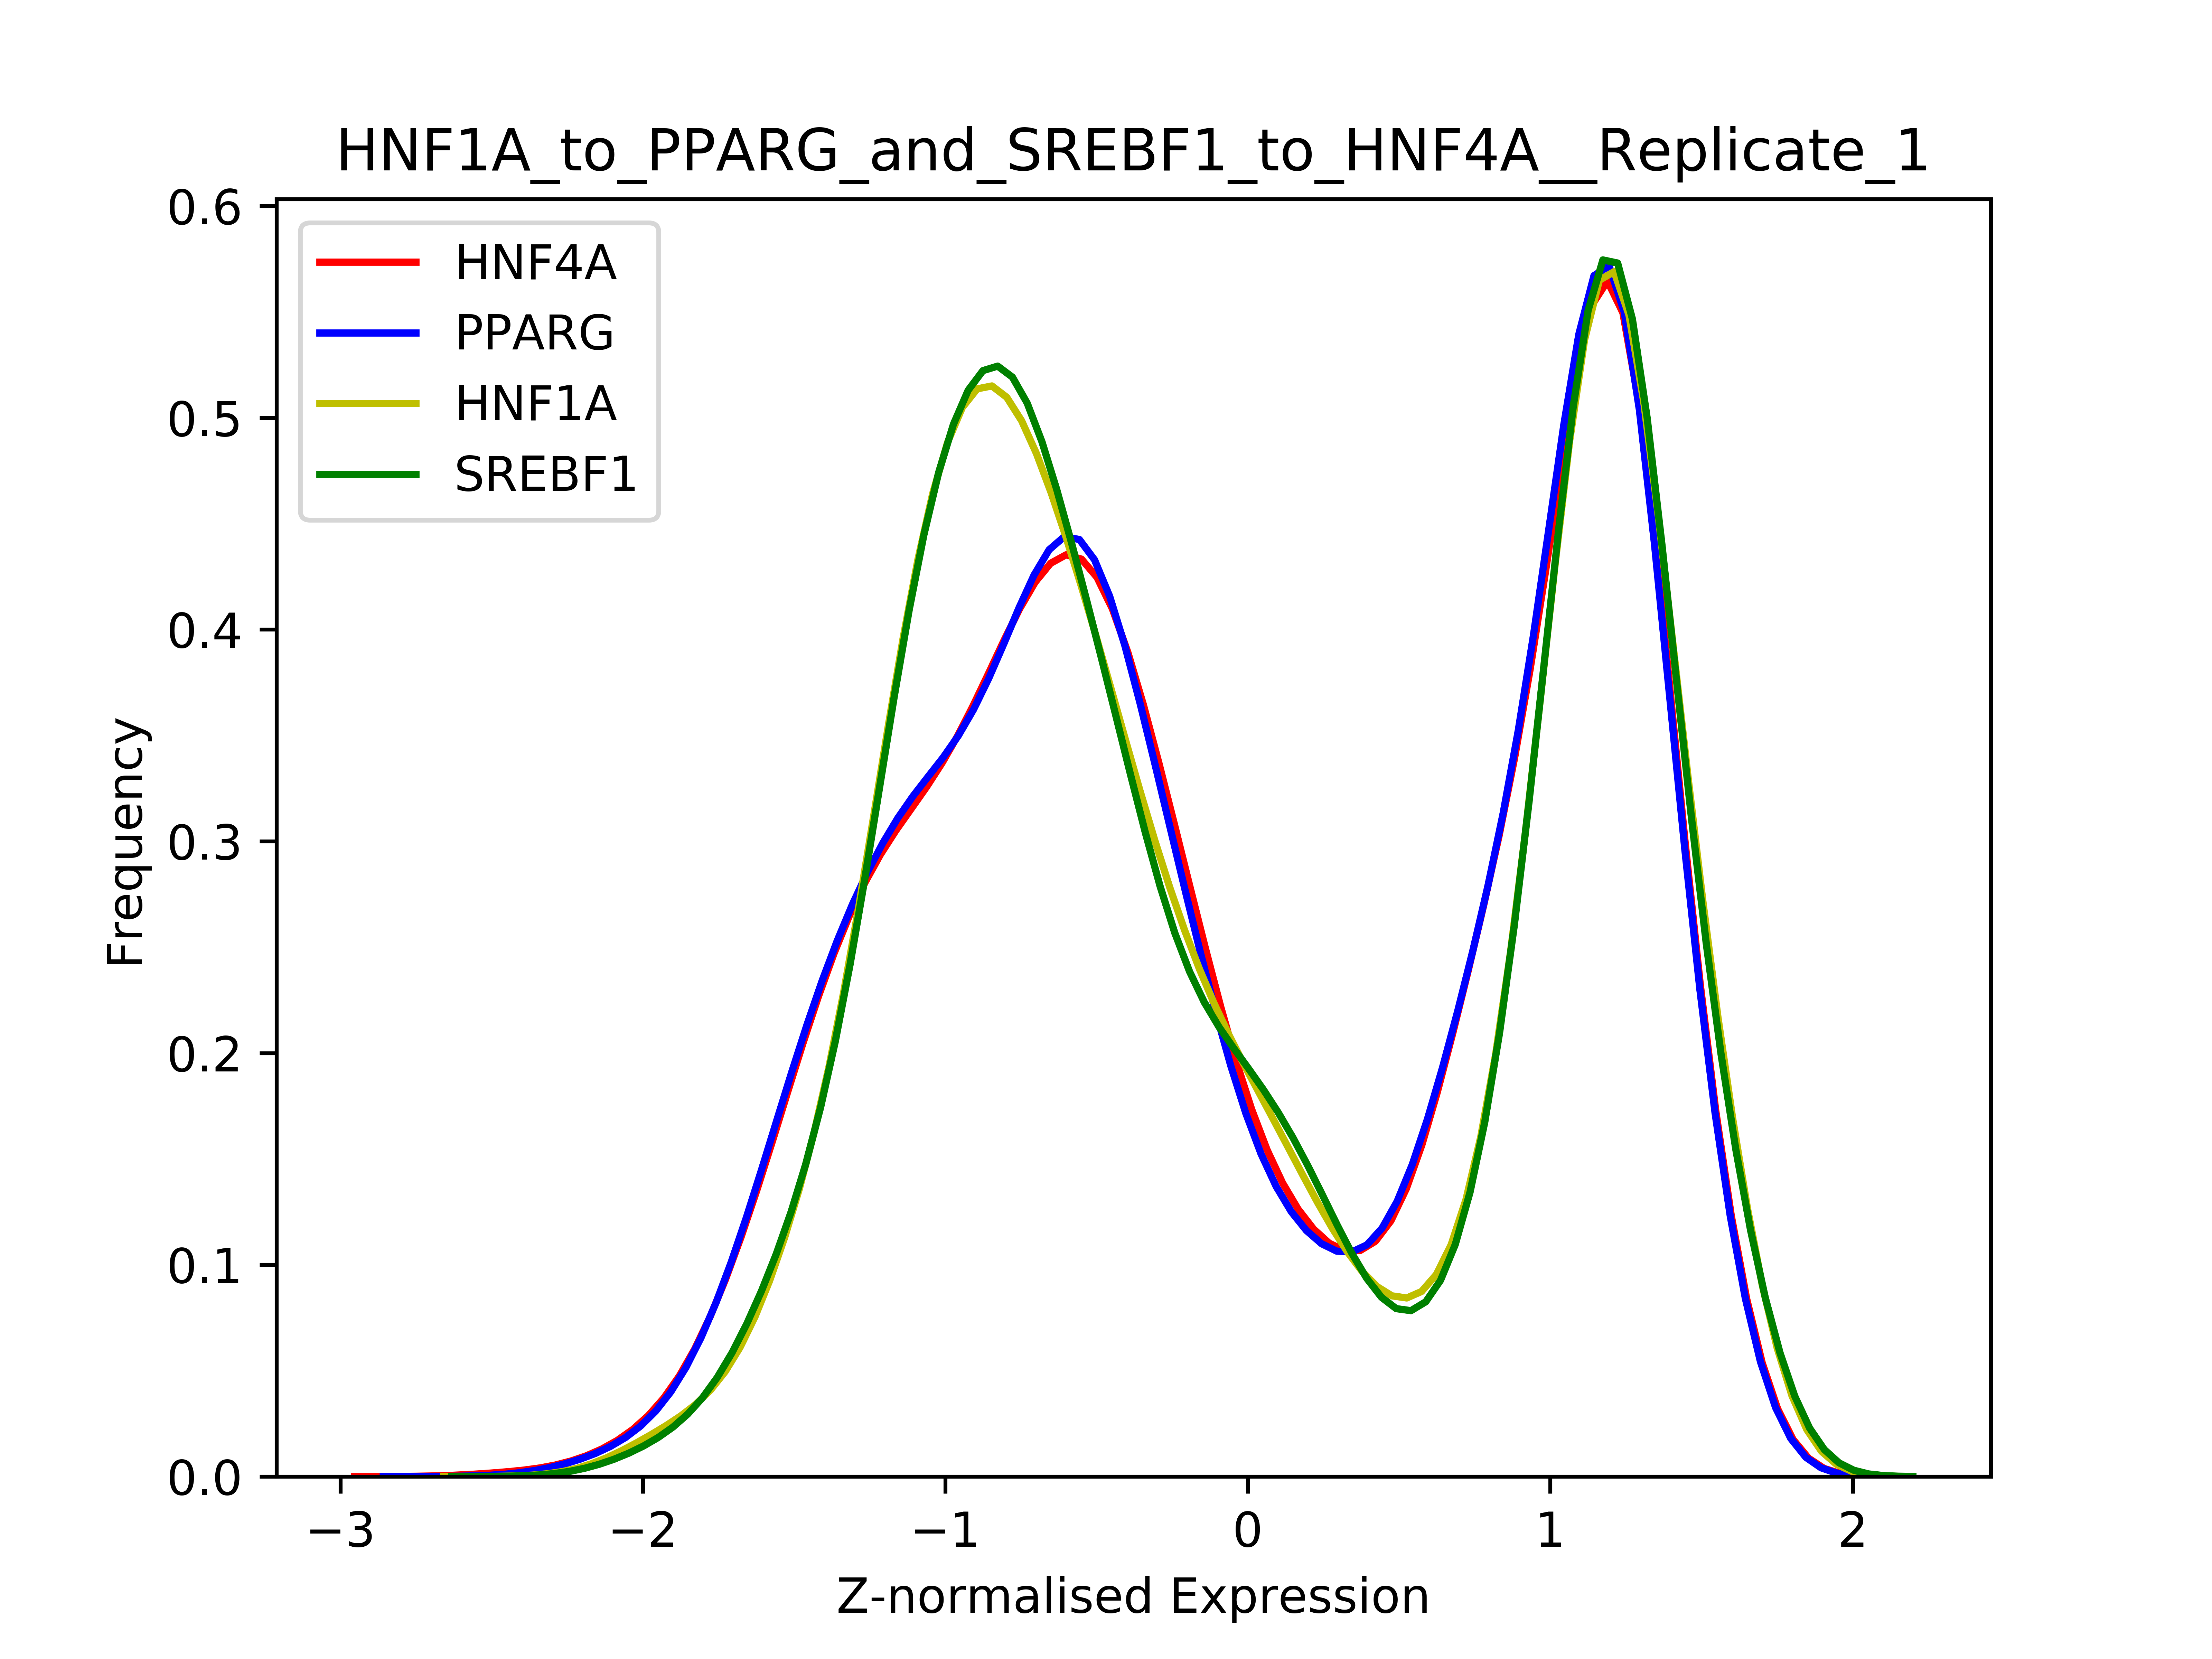 HNF1A_to_PPARG_and_SREBF1_to_HNF4A__Replicate_1
0.6
0.5
0.4
0.3
0.2
0.1
0.0
Frequency
HNF4A
PPARG
HNF1A
SREBF1
−3 −2 −1 0 1 2
Z-normalised Expression